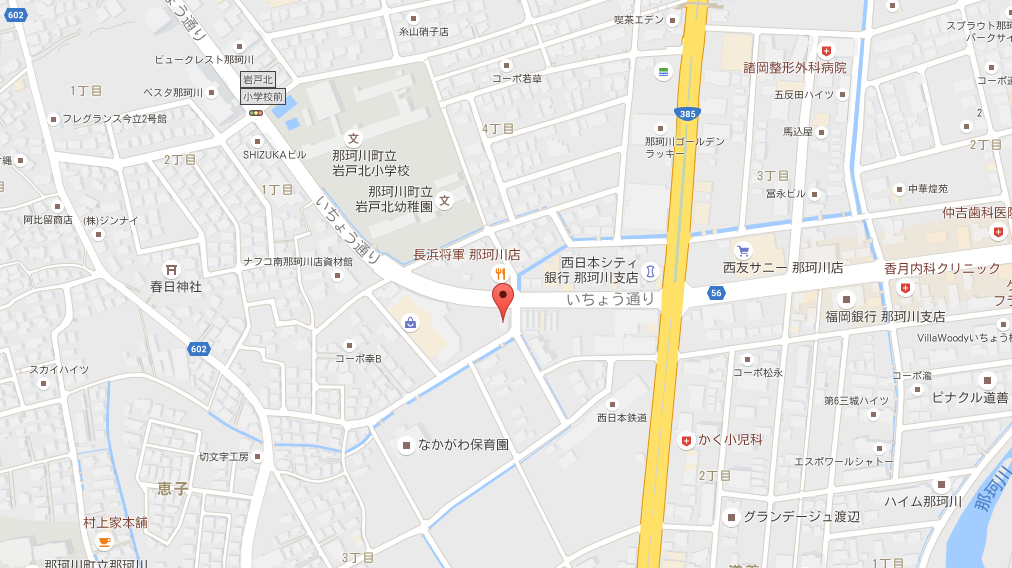 602
ょう通り
喫茶エデン
糸山硝子店
スプラウト那珂
パークサイ
ビュークレスト那珂川
諸岡整形外科病院
岩戸北
小学校前
コーポ若草
コーポ道
1丁目
ベスタ那珂川
五反田ハイツ
フレグランス今立2号館
385
4丁目
2
SHIZUKAビル
那珂川町立
岩戸北小学校
那珂川ゴールデン
ラッキー
馬込屋
2丁目
2丁目
3丁目
1丁目
那珂川町立
岩戸北幼稚園
冨永ビル
中華煌苑
阿比留商店
(株)ジンナイ
いちょう通り
仲吉歯科医院
長浜将軍 那珂川店
ナフコ南那珂川店資材館
西日本シティ
銀行 那珂川支店
西友サニー 那珂川店
香月内科クリニック
春日神社
いちょう通り
56
福岡銀行 那珂川支店
VillaWoodyいちょう
602
コーポ幸B
スカイハイツ
コーポ松永
コーポ滝
ピナクル道善
第6三城ハイツ
西日本鉄道
なかがわ保育園
かく小児科
切文字工房
エスポワールシャトー
2丁目
恵子
ハイム那珂川
那珂川
村上家本舗
グランデージュ渡辺
3丁目
那珂川町立那珂川
道善
1丁目